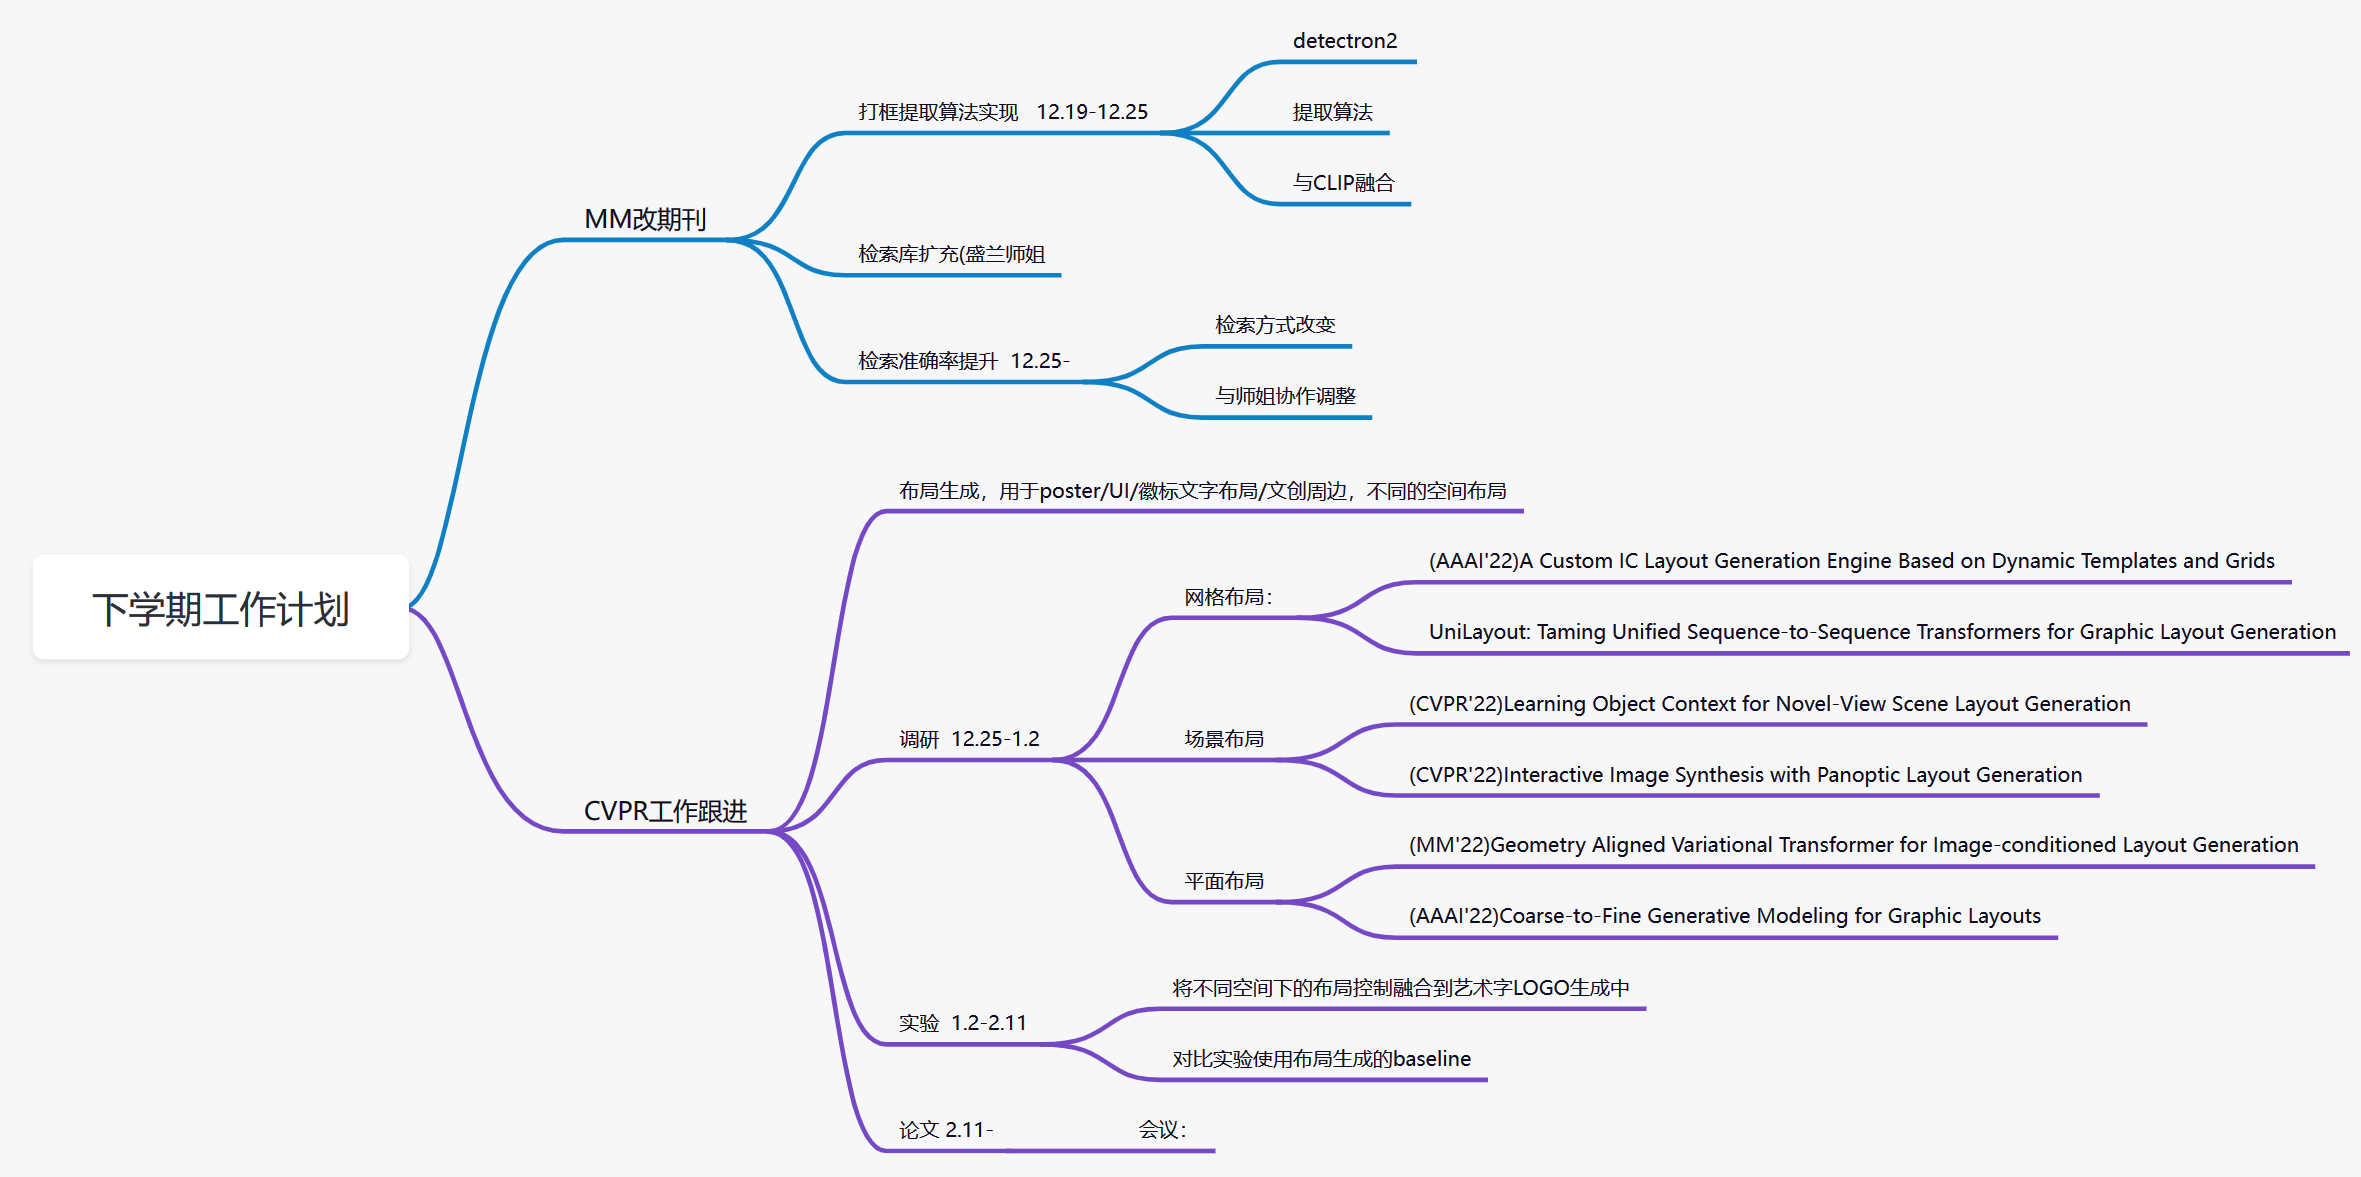 下学期工作计划
MM改期刊
打框提取算法实现 12.19-12.25
detectron2
提取算法
与CLIP融合
检索库扩充(盛兰师姐
检索准确率提升 12.25-
检索方式改变
与师姐协作调整
CVPR工作跟进
布局生成，用于poster/UI/徽标文字布局/文创周边，不同的空间布局
调研 12.25-1.2
网格布局：
(AAAI'22)A Custom IC Layout Generation Engine Based on Dynamic Templates and Grids
UniLayout: Taming Unified Sequence-to-Sequence Transformers for Graphic Layout Generation
场景布局
(CVPR'22)Learning Object Context for Novel-View Scene Layout Generation
(CVPR'22)Interactive Image Synthesis with Panoptic Layout Generation
平面布局
(MM'22)Geometry Aligned Variational Transformer for Image-conditioned Layout Generation
(AAAI'22)Coarse-to-Fine Generative Modeling for Graphic Layouts
实验 1.2-2.11
将不同空间下的布局控制融合到艺术字LOGO生成中
对比实验使用布局生成的baseline
论文 2.11-
会议：